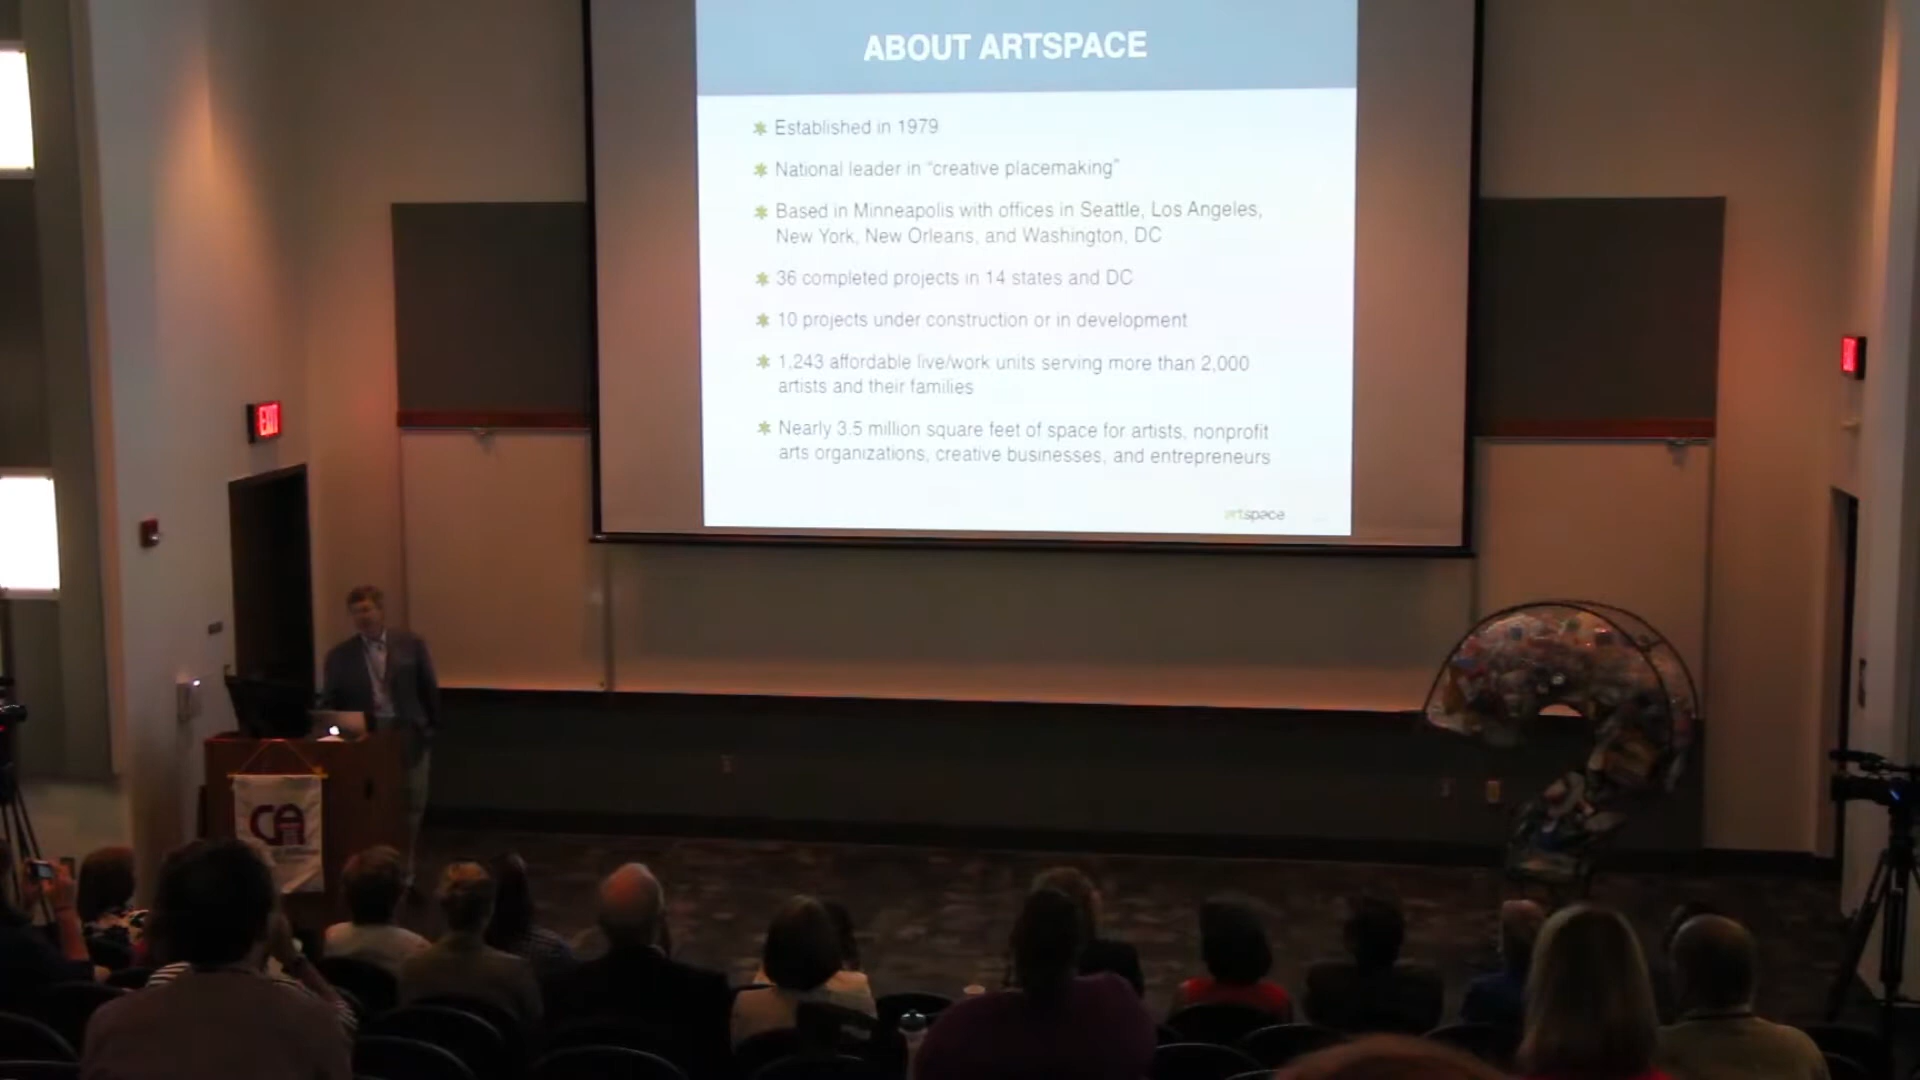 ABOUT ARTSPACE
Established in 1979
National leader in "creative placemaking"
Based in Minneapolis with offices in Seattle, Los Angeles,
New York, New Orleans, and Washington, DC
36 completed projects in 14 states and DC
10 projects under construction or in development
1,243 affordable live/work units serving more than 2,000
artists and their families
Nearly 3.5 million square feet of space for artists, nonprofit
arts organizations, creative businesses, and entrepreneurs
artspace
EXIT
CA